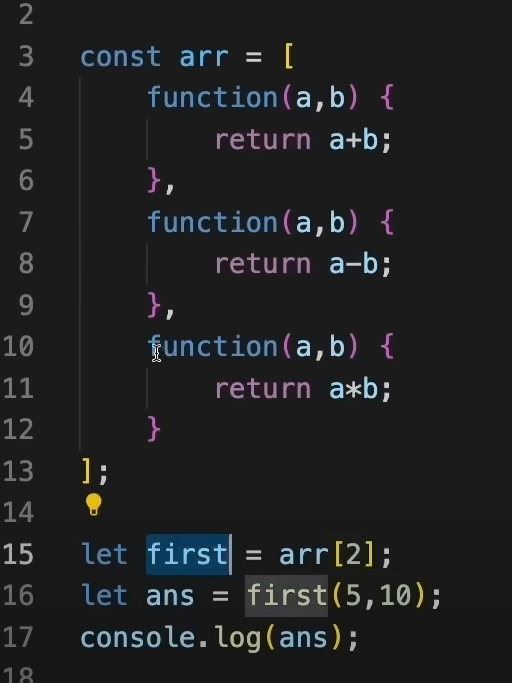 2
3 const arr = [
4 function(a,b) {
5 return a+b;
6 },
7 function(a,b) {
8 return a-b;
9 },
10 function(a,b) {
11 return a*b;
12 }
13 ];
14
15 let first = arr[2];
16 let ans = first(5,10);
17 console.log(ans);
18